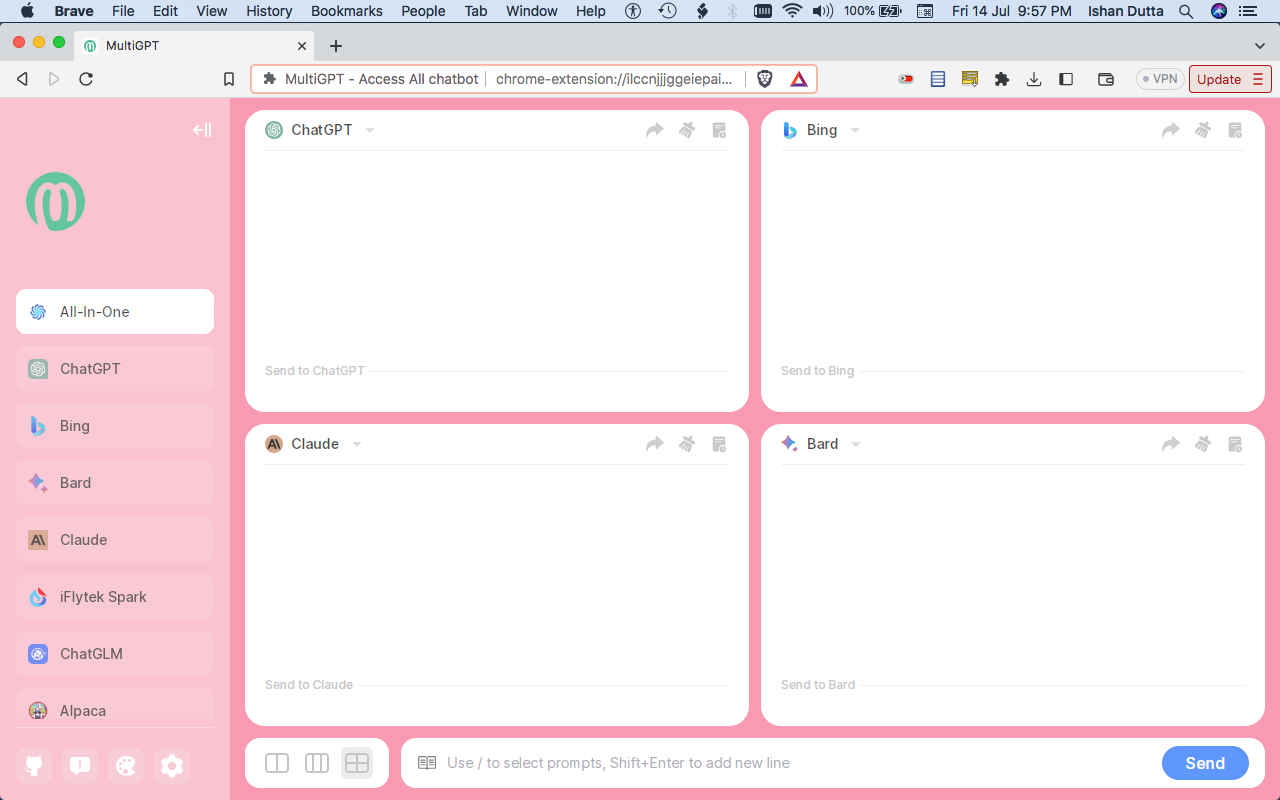 Brave File Edit View History Bookmarks People Tab Window Help 100% Fri 14 Jul 9:57 PM Ishan Dutta
MultiGPT
MultiGPT - Access All chatbot chrome-extension://ilccnjjjggeiepai... VPN Update
All-In-One
ChatGPT
Bing
Bard
Claude
iFlytek Spark
ChatGLM
Alpaca
ChatGPT
Send to ChatGPT
Bing
Send to Bing
Claude
Send to Claude
Bard
Send to Bard
Use / to select prompts, Shift+Enter to add new line
Send